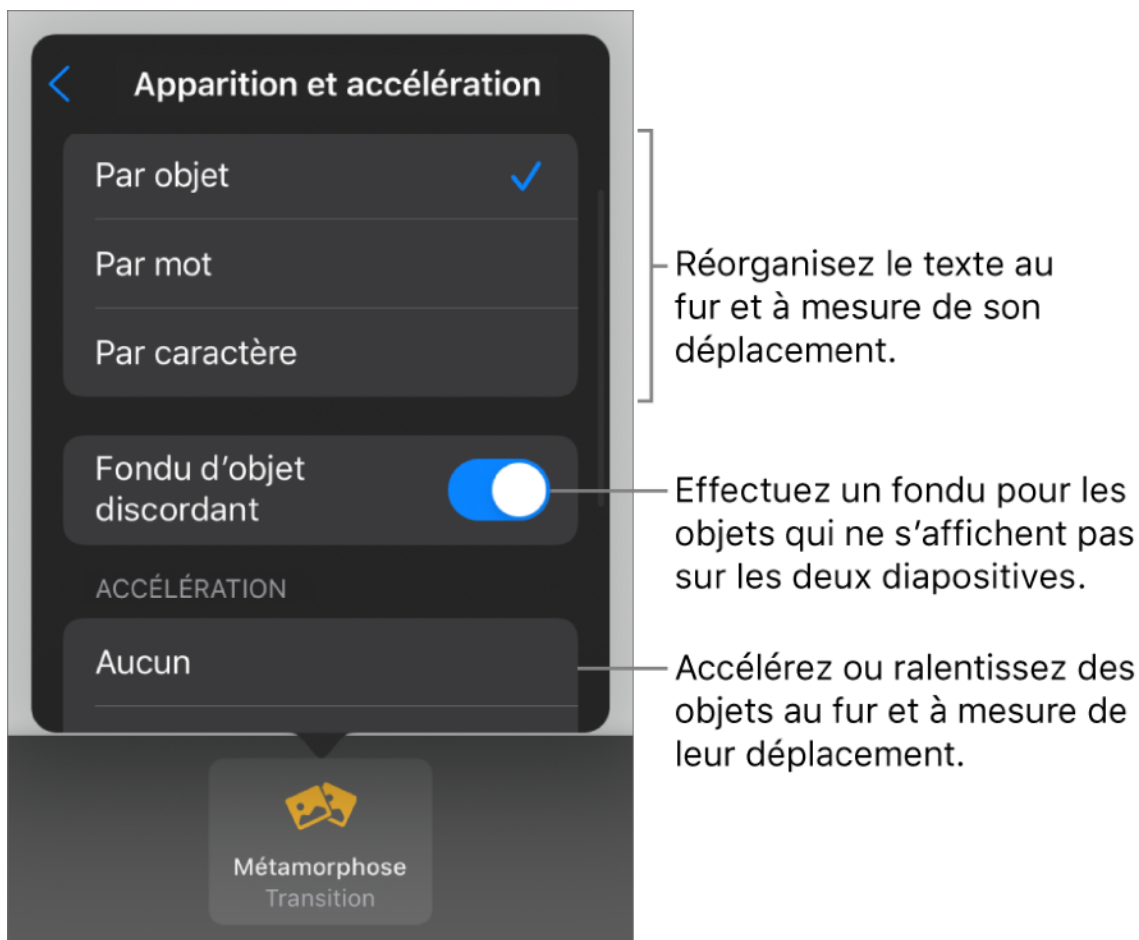 Apparition et accélération
Par objet
Par mot
Par caractère
Réorganisez le texte au
fur et à mesure de son
déplacement.
Fondu d’objet
discordant
Effectuez un fondu pour les
objets qui ne s’affichent pas
sur les deux diapositives.
ACCÉLÉRATION
Aucun
Accélérez ou ralentissez des
objets au fur et à mesure de
leur déplacement.
Métamorphose
Transition